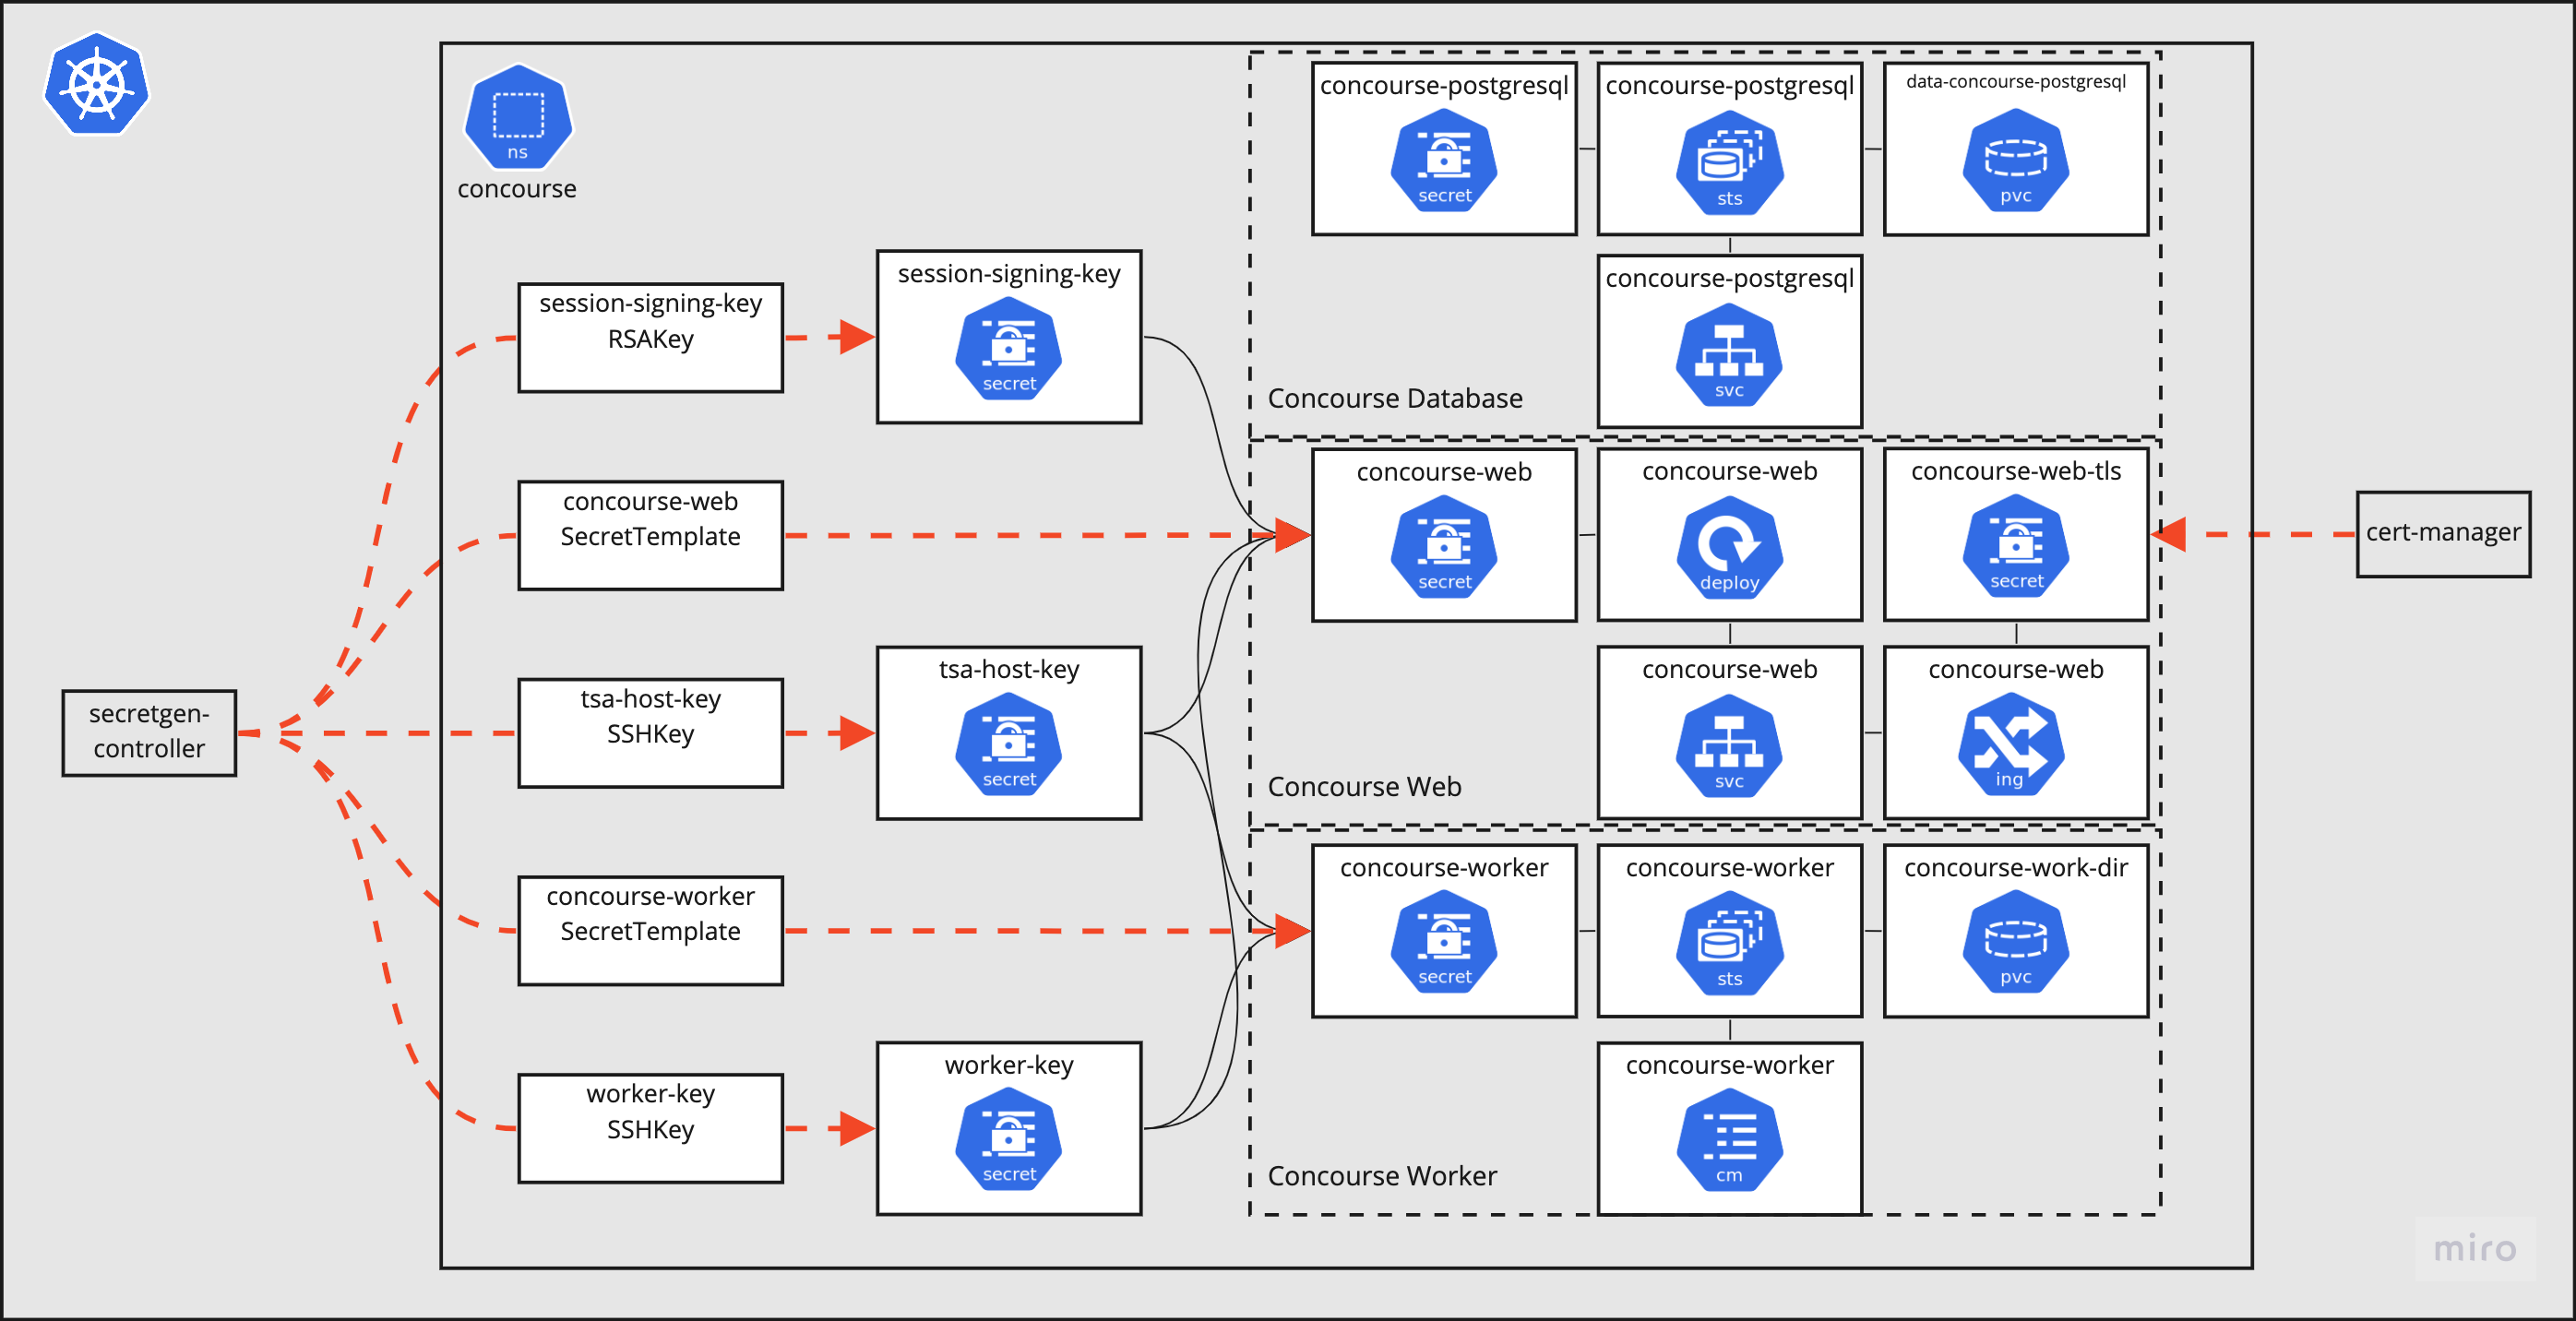 ns
concourse
secretgen-
controller
session-signing-key
RSAKey
concourse-web
SecretTemplate
tsa-host-key
SSHKey
concourse-worker
SecretTemplate
worker-key
SSHKey
session-signing-key
secret
tsa-host-key
secret
worker-key
secret
concourse-postgresql
secret
concourse-postgresql
sts
data-concourse-postgresql
pvc
concourse-postgresql
svc
Concourse Database
concourse-web
secret
concourse-web
deploy
concourse-web-tls
secret
concourse-web
svc
concourse-web
ing
Concourse Web
concourse-worker
secret
concourse-worker
sts
concourse-work-dir
pvc
concourse-worker
cm
Concourse Worker
cert-manager
miro